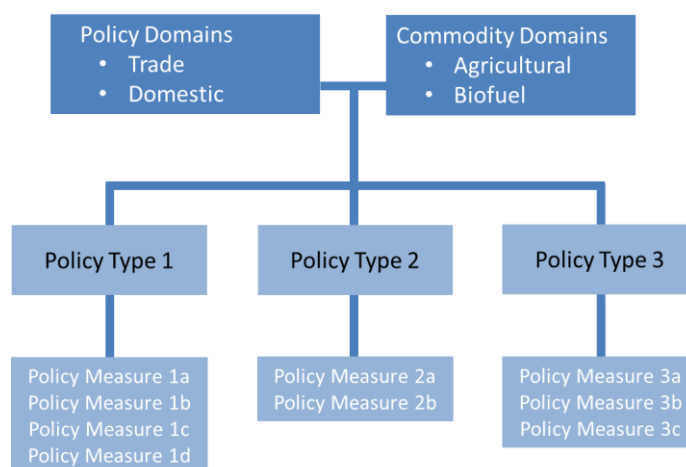 Policy Domains
• Trade
• Domestic
Commodity Domains
• Agricultural
• Biofuel
Policy Type 1
Policy Type 2
Policy Type 3
Policy Measure 1a
Policy Measure 1b
Policy Measure 1c
Policy Measure 1d
Policy Measure 2a
Policy Measure 2b
Policy Measure 3a
Policy Measure 3b
Policy Measure 3c